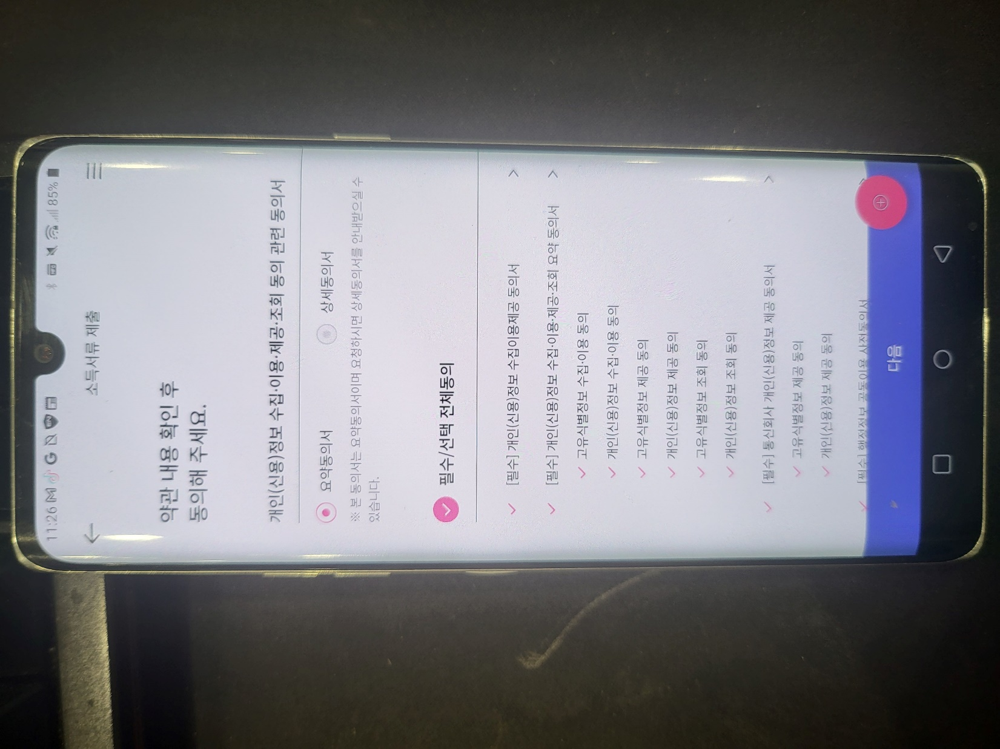 11:26
85%
소득서류 제출
약관 내용 확인 후
동의해 주세요.
개인(신용)정보 수집·이용·제공·조회 동의 관련 동의서
요약동의서
상세동의서
※ 본 동의서는 요약동의서이며 요청하시면 상세동의서를 안내받으실 수
있습니다.
필수/선택 전체동의
[필수] 개인(신용)정보 수집이용제공 동의서
[필수] 개인(신용)정보 수집·이용·제공·조회 요약 동의서
고유식별정보 수집·이용 동의
개인(신용)정보 수집·이용 동의
고유식별정보 제공 동의
개인(신용)정보 제공 동의
고유식별정보 조회 동의
개인(신용)정보 조회 동의
[필수] 통신회사 개인(신용)정보 제공 동의서
고유식별정보 제공 동의
개인(신용)정보 제공 동의
[필수] 행정정보 공동이용 사전동의서
다음